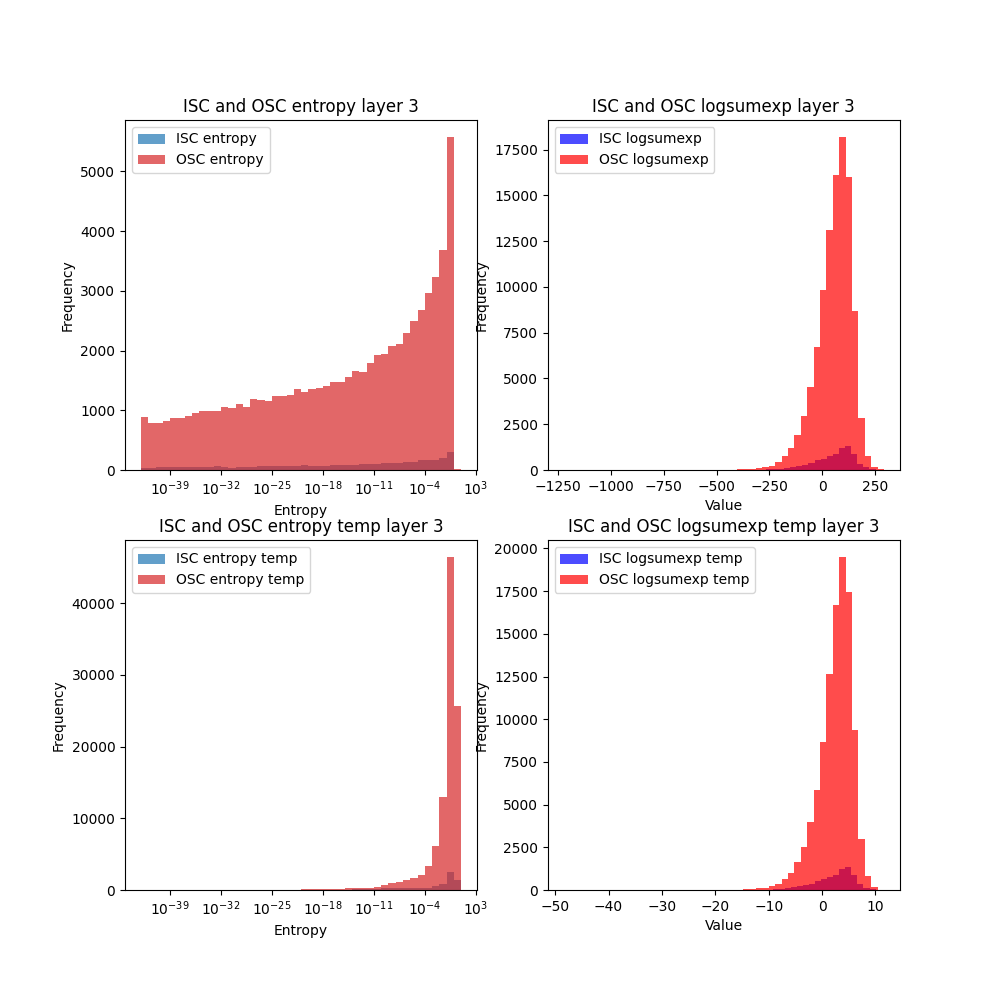 ISC and OSC entropy layer 3
ISC entropy
OSC entropy
5000
4000
3000
2000
1000
0
Frequency
10^{-39} 10^{-32} 10^{-25} 10^{-18} 10^{-11} 10^{-4} 10^{3}
Entropy
ISC and OSC logsumexp layer 3
ISC logsumexp
OSC logsumexp
17500
15000
12500
10000
7500
5000
2500
0
Frequency
−1250 −1000 −750 −500 −250 0 250
Value
ISC and OSC entropy temp layer 3
ISC entropy temp
OSC entropy temp
40000
30000
20000
10000
0
Frequency
10^{-39} 10^{-32} 10^{-25} 10^{-18} 10^{-11} 10^{-4} 10^{3}
Entropy
ISC and OSC logsumexp temp layer 3
ISC logsumexp temp
OSC logsumexp temp
20000
17500
15000
12500
10000
7500
5000
2500
0
Frequency
−50 −40 −30 −20 −10 0 10
Value